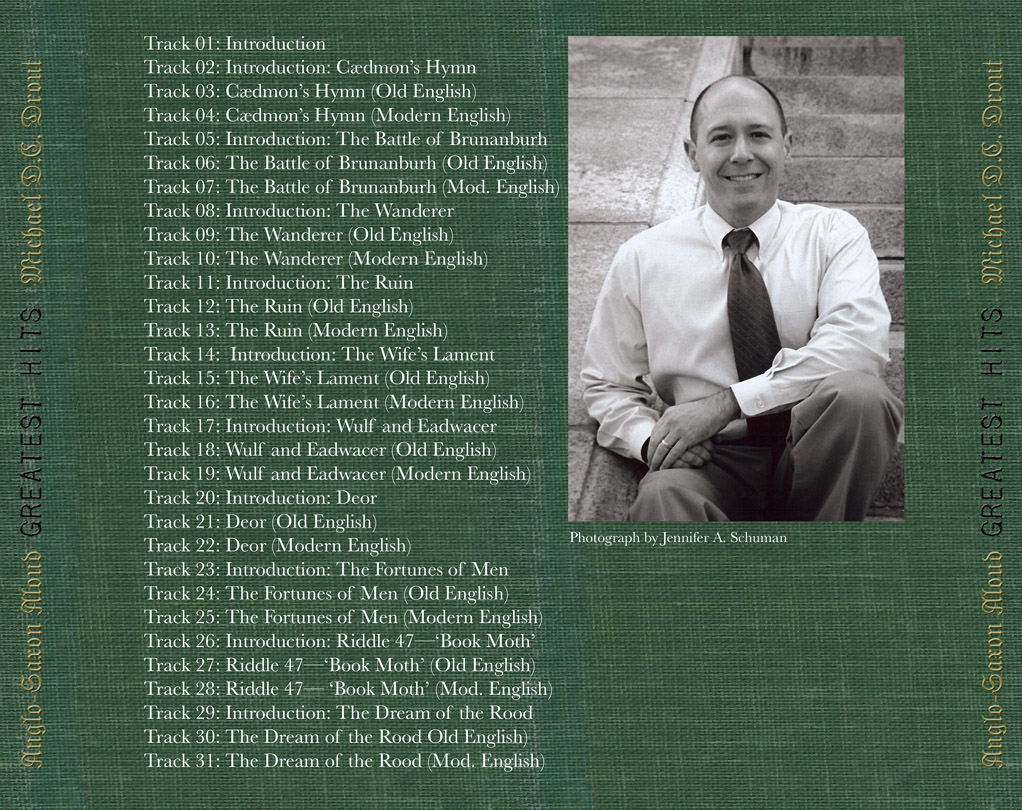 Anglo-Saxon Aloud GREATEST HITS Michael D.C. Drout
Track 01: Introduction
Track 02: Introduction: Cædmon's Hymn
Track 03: Cædmon's Hymn (Old English)
Track 04: Cædmon's Hymn (Modern English)
Track 05: Introduction: The Battle of Brunanburh
Track 06: The Battle of Brunanburh (Old English)
Track 07: The Battle of Brunanburh (Mod. English)
Track 08: Introduction: The Wanderer
Track 09: The Wanderer (Old English)
Track 10: The Wanderer (Modern English)
Track 11: Introduction: The Ruin
Track 12: The Ruin (Old English)
Track 13: The Ruin (Modern English)
Track 14: Introduction: The Wife's Lament
Track 15: The Wife's Lament (Old English)
Track 16: The Wife's Lament (Modern English)
Track 17: Introduction: Wulf and Eadwacer
Track 18: Wulf and Eadwacer (Old English)
Track 19: Wulf and Eadwacer (Modern English)
Track 20: Introduction: Deor
Track 21: Deor (Old English)
Track 22: Deor (Modern English)
Track 23: Introduction: The Fortunes of Men
Track 24: The Fortunes of Men (Old English)
Track 25: The Fortunes of Men (Modern English)
Track 26: Introduction: Riddle 47—'Book Moth'
Track 27: Riddle 47—'Book Moth' (Old English)
Track 28: Riddle 47— 'Book Moth' (Mod. English)
Track 29: Introduction: The Dream of the Rood
Track 30: The Dream of the Rood Old English)
Track 31: The Dream of the Rood (Mod. English)
Photograph by Jennifer A. Schuman
Anglo-Saxon Aloud GREATEST HITS Michael D.C. Drout